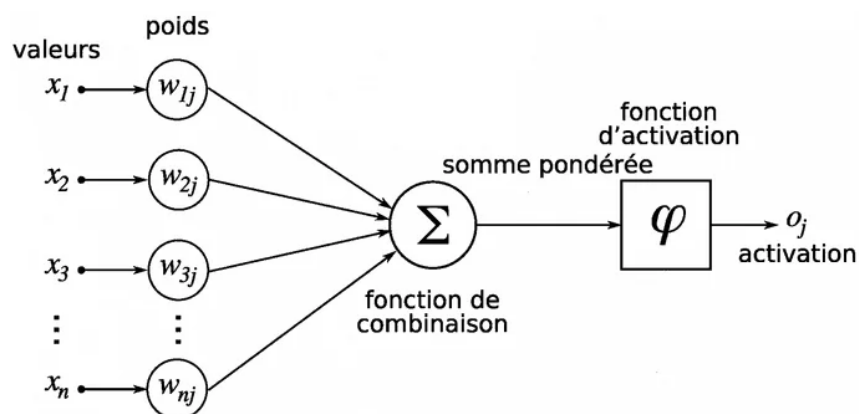 poids
valeurs
x₁
w₁ⱼ
x₂
w₂ⱼ
x₃
w₃ⱼ
⋮
⋮
xₙ
wₙⱼ
Σ
fonction de
combinaison
somme pondérée
fonction
d'activation
φ
oⱼ
activation